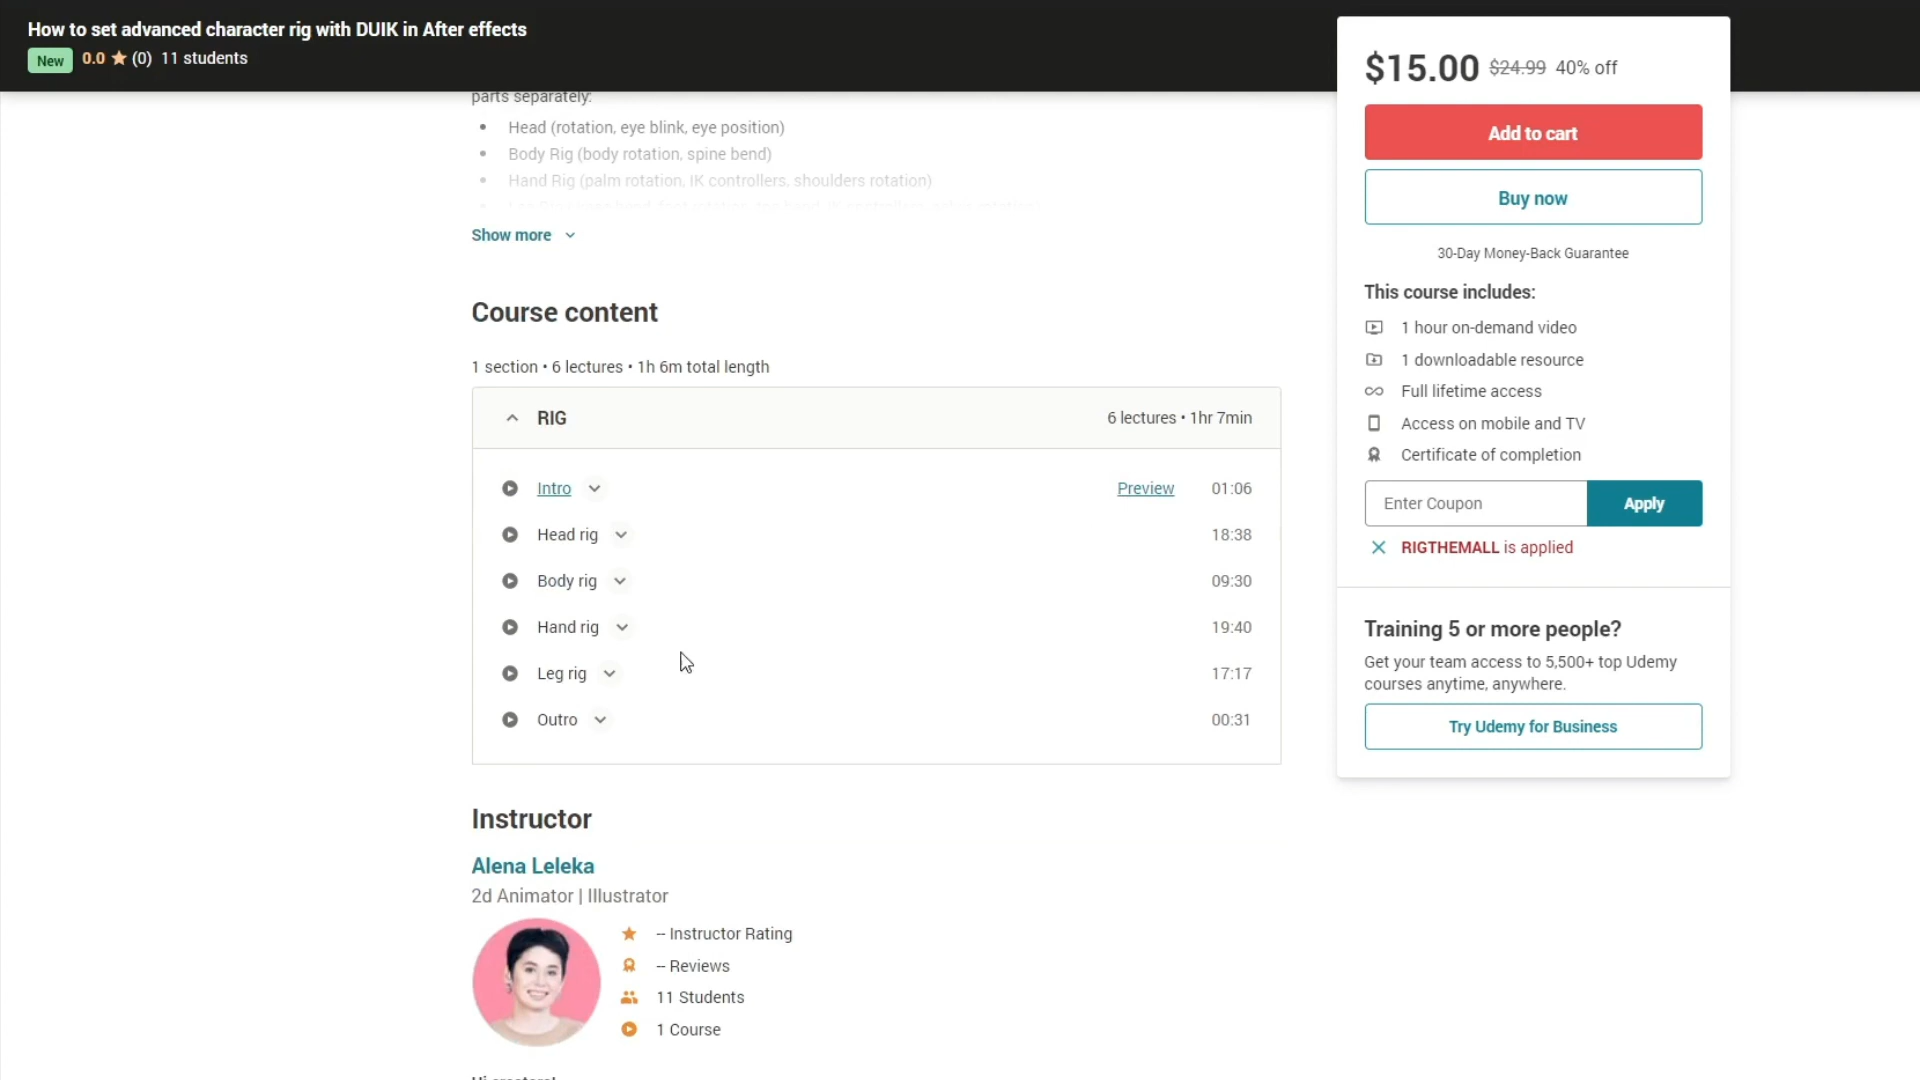 How to set advanced character rig with DUIK in After effects
New 0.0 (0) 11 students
parts separately:
Head (rotation, eye blink, eye position)
Body Rig (body rotation, spine bend)
Hand Rig (palm rotation, IK controllers, shoulders rotation)
Show more
Course content
1 section • 6 lectures • 1h 6m total length
RIG 6 lectures • 1hr 7min
Intro Preview 01:06
Head rig 18:38
Body rig 09:30
Hand rig 19:40
Leg rig 17:17
Outro 00:31
Instructor
Alena Leleka
2d Animator | Illustrator
-- Instructor Rating
-- Reviews
11 Students
1 Course
$15.00 $24.99 40% off
Add to cart
Buy now
30-Day Money-Back Guarantee
This course includes:
1 hour on-demand video
1 downloadable resource
Full lifetime access
Access on mobile and TV
Certificate of completion
Enter Coupon Apply
RIGTHEMALL is applied
Training 5 or more people?
Get your team access to 5,500+ top Udemy
courses anytime, anywhere.
Try Udemy for Business